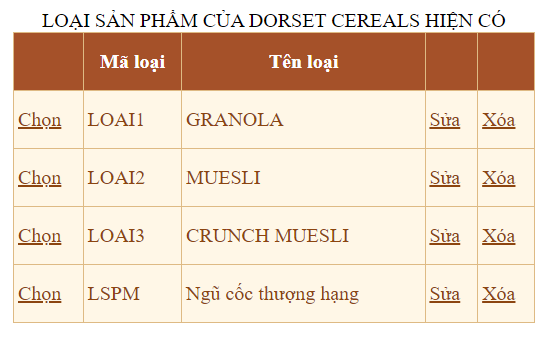 LOẠI SẢN PHẨM CỦA DORSET CEREALS HIỆN CÓ
Mã loại Tên loại
Chọn LOAI1 GRANOLA Sửa Xóa
Chọn LOAI2 MUESLI Sửa Xóa
Chọn LOAI3 CRUNCH MUESLI Sửa Xóa
Chọn LSPM Ngũ cốc thượng hạng Sửa Xóa